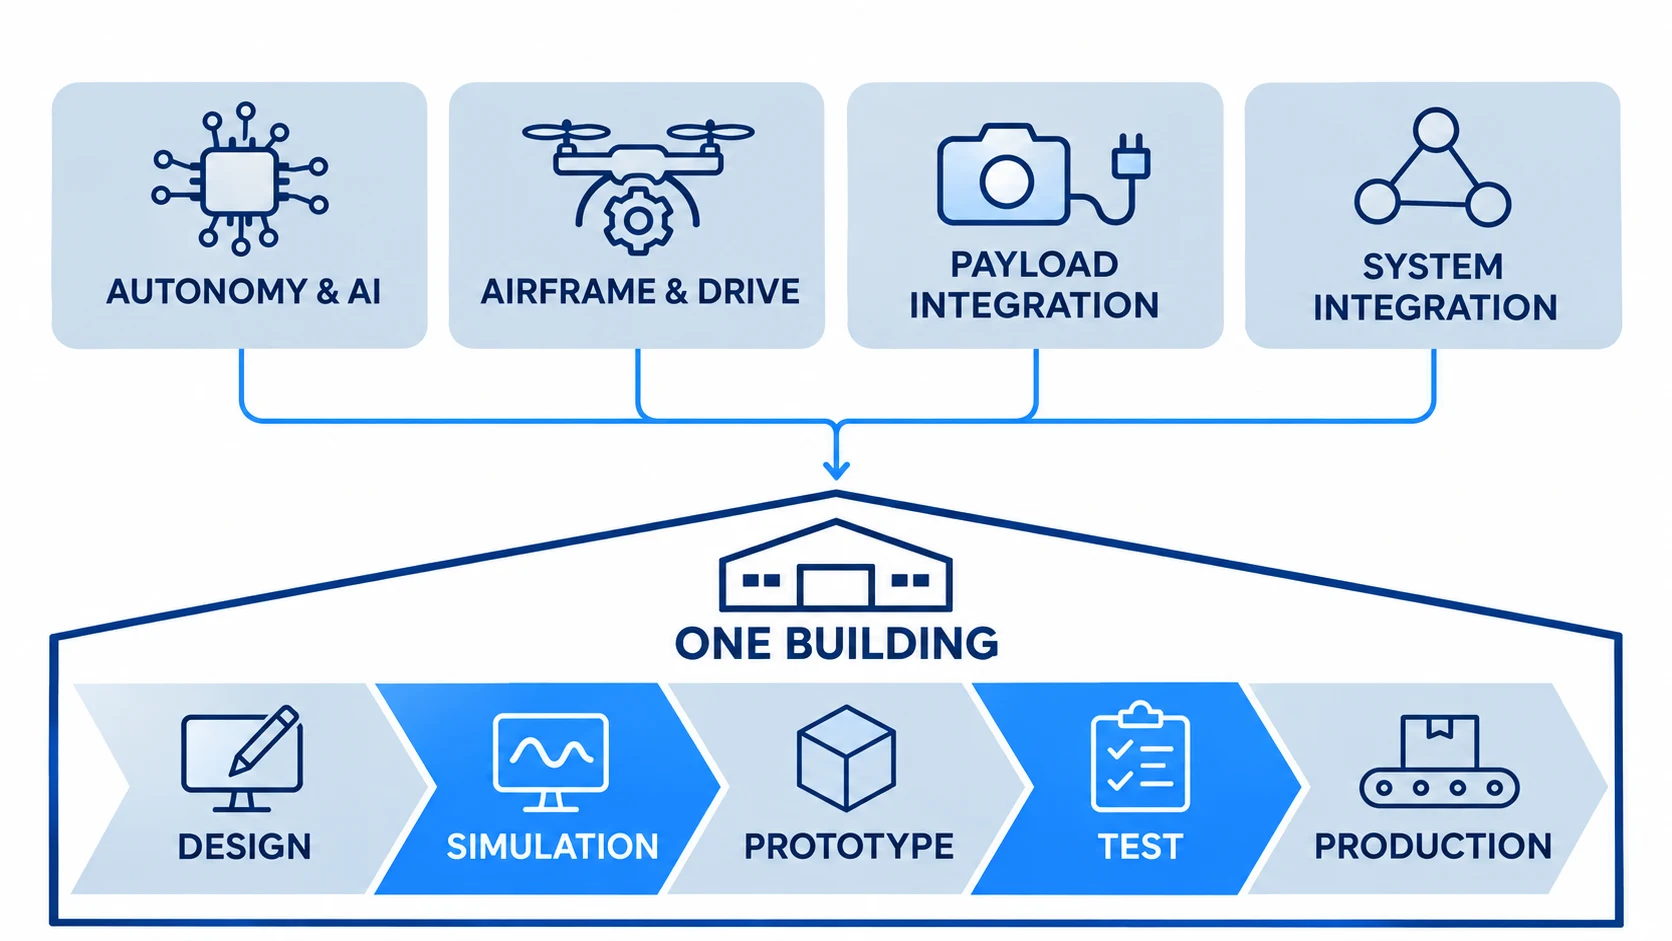 AUTONOMY & AI
AIRFRAME & DRIVE
PAYLOAD
INTEGRATION
SYSTEM
INTEGRATION
ONE BUILDING
DESIGN
SIMULATION
PROTOTYPE
TEST
PRODUCTION